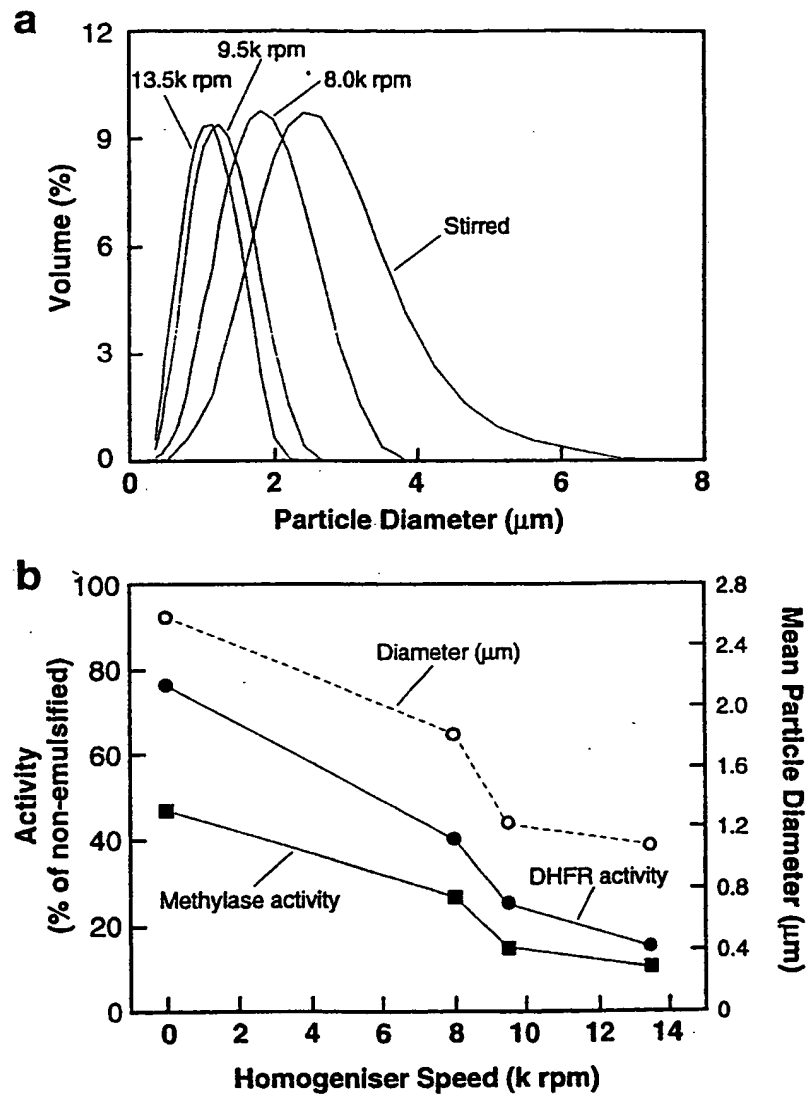 a
12
9
6
3
0
Volume (%)
13.5k rpm
9.5k rpm
8.0k rpm
Stirred
0
2
4
6
8
Particle Diameter (μm)
b
100
80
60
40
20
0
Activity
(% of non-emulsified)
Diameter (μm)
DHFR activity
Methylase activity
2.8
2.4
2.0
1.6
1.2
0.8
0.4
0
Mean Particle Diameter (μm)
0
2
4
6
8
10
12
14
Homogeniser Speed (k rpm)